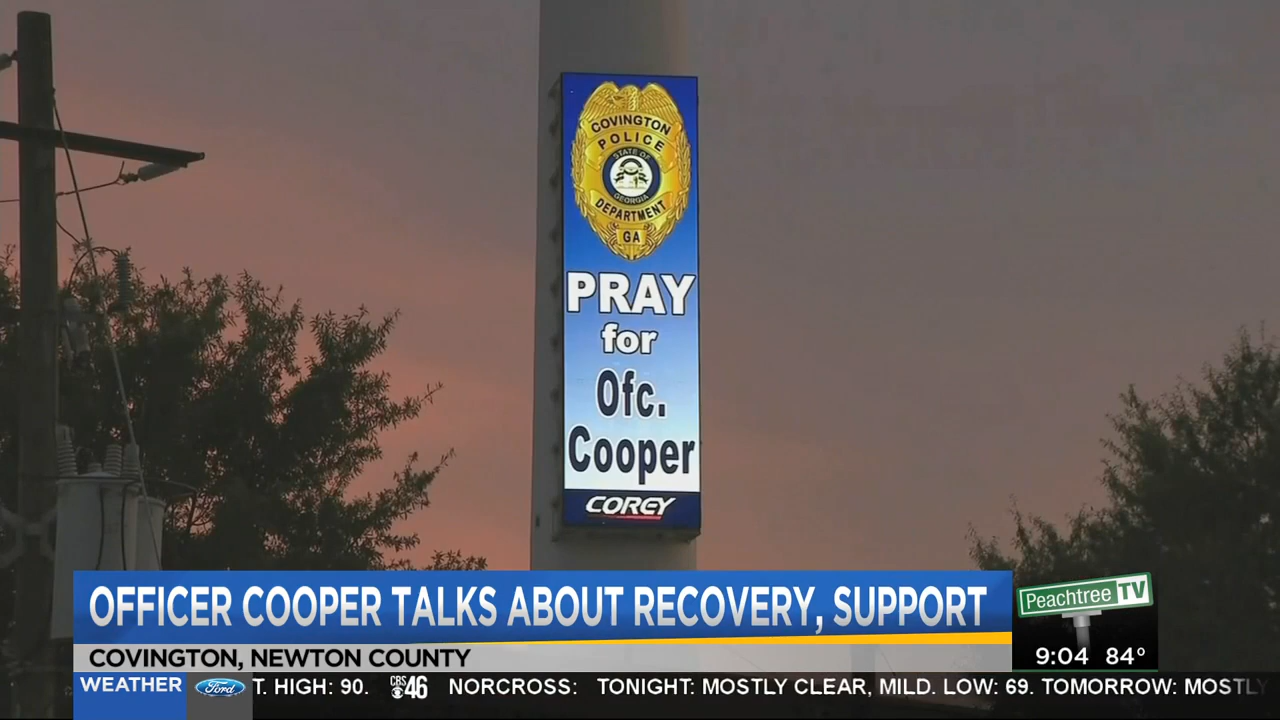 COVINGTON
POLICE
STATE OF
GEORGIA
DEPARTMENT
GA
PRAY
for
Ofc.
Cooper
COREY
OFFICER COOPER TALKS ABOUT RECOVERY, SUPPORT
COVINGTON, NEWTON COUNTY
Peachtree TV
9:04 84°
WEATHER Ford T. HIGH: 90. CBS 46 NORCROSS: TONIGHT: MOSTLY CLEAR, MILD. LOW: 69. TOMORROW: MOSTLY